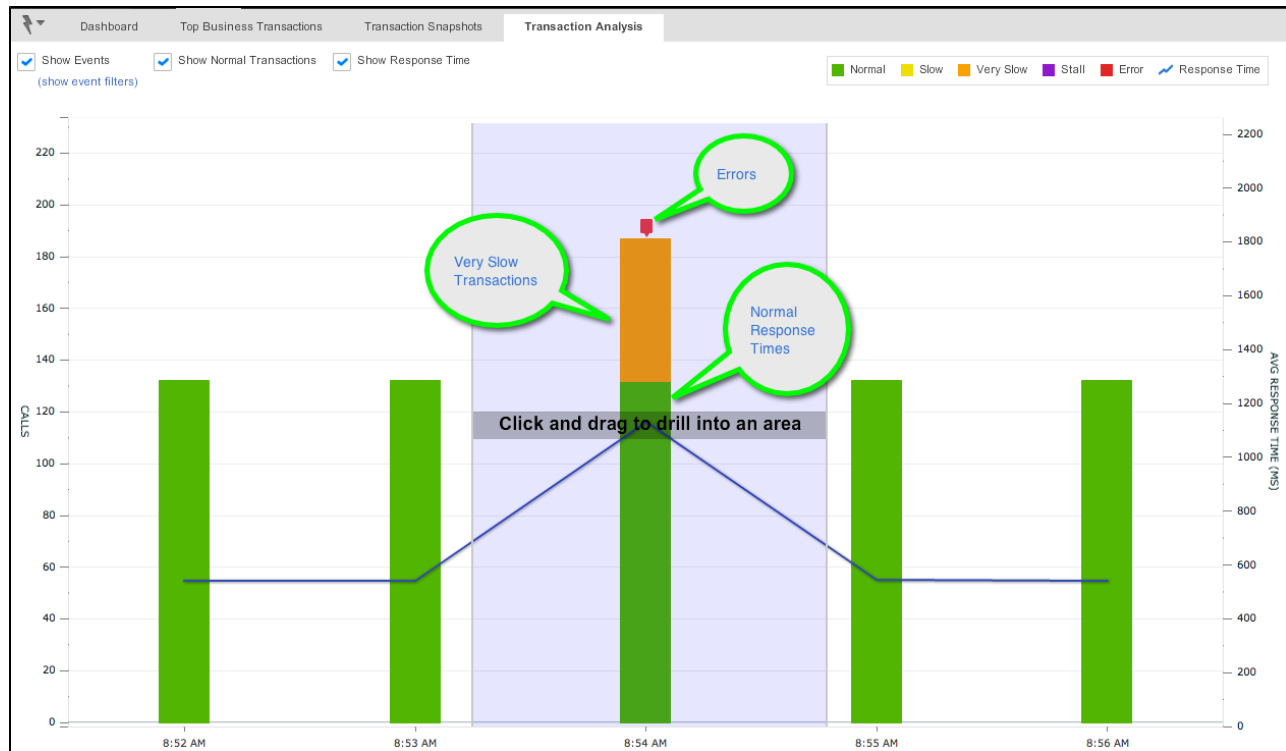 Dashboard
Top Business Transactions
Transaction Snapshots
Transaction Analysis
Show Events
Show Normal Transactions
Show Response Time
(show event filters)
Normal
Slow
Very Slow
Stall
Error
Response Time
220
200
180
160
140
120
100
80
60
40
20
0
CALLS
Errors
Very Slow
Transactions
Normal
Response
Times
Click and drag to drill into an area
2200
2000
1800
1600
1400
1200
1000
800
600
400
200
0
AVG RESPONSE TIME (MS)
8:52 AM
8:53 AM
8:54 AM
8:55 AM
8:56 AM